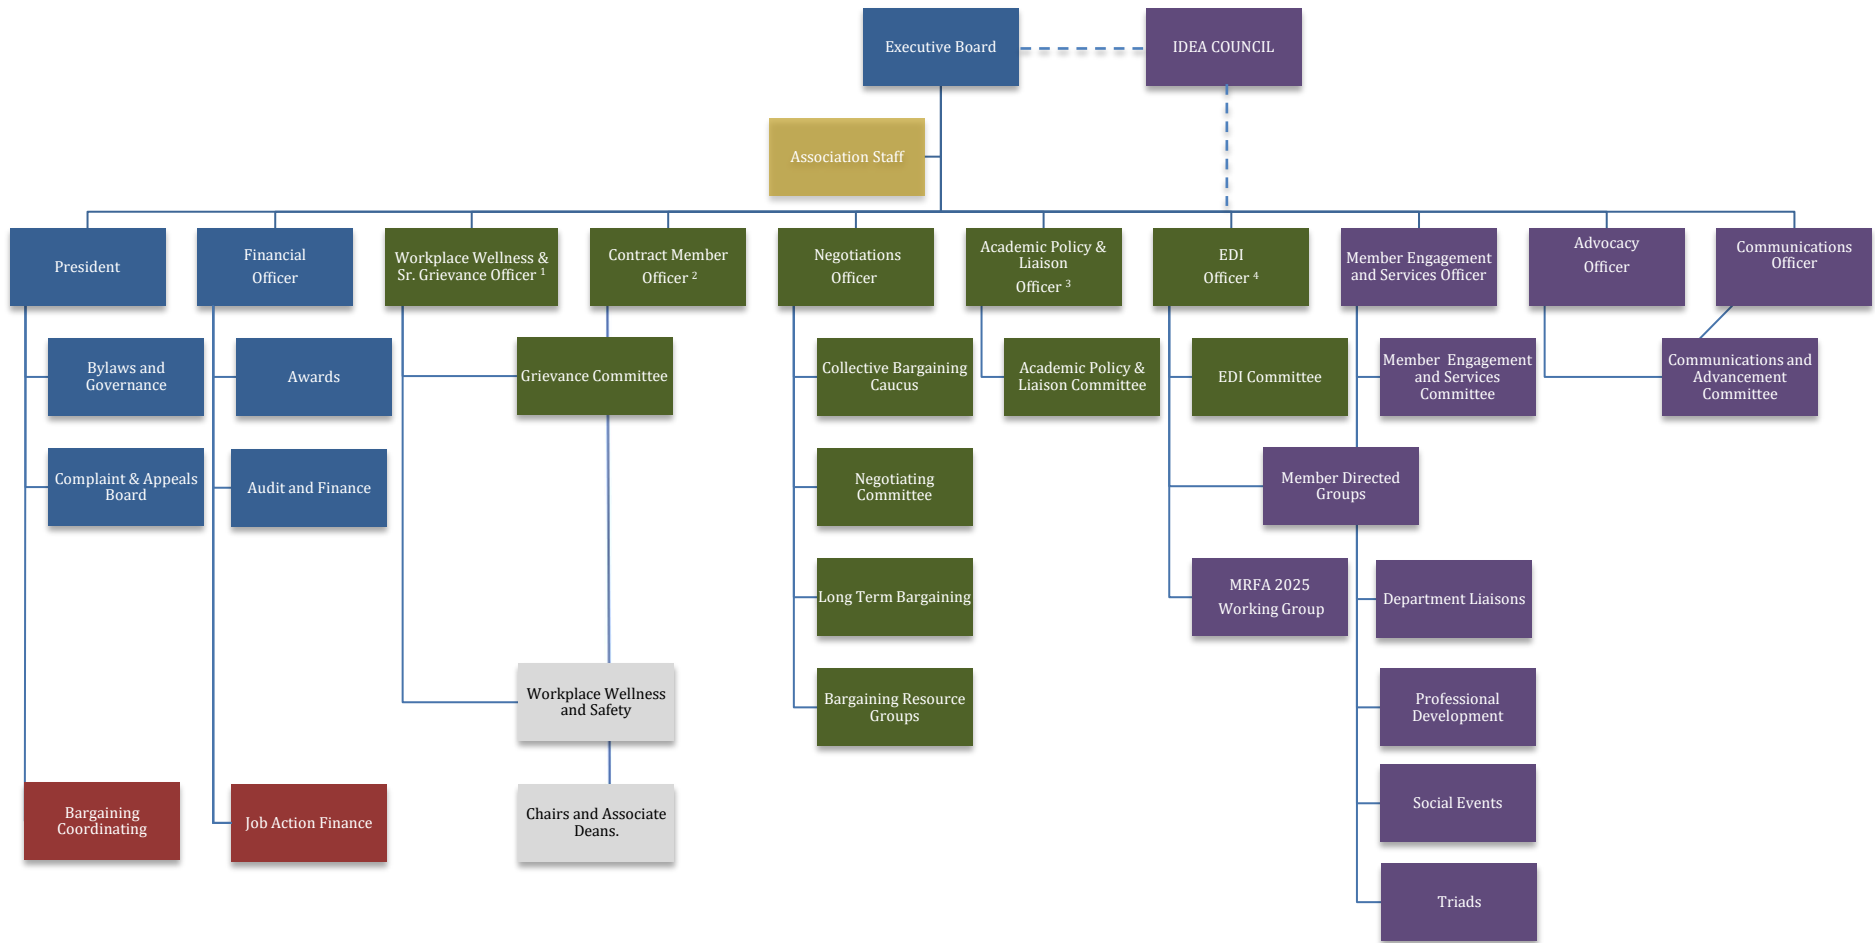 Executive Board
IDEA COUNCIL
Association Staff
President
Financial
Officer
Workplace Wellness &
Sr. Grievance Officer ¹
Contract Member
Officer ²
Negotiations
Officer
Academic Policy &
Liaison
Officer ³
EDI
Officer ⁴
Member Engagement
and Services Officer
Advocacy
Officer
Communications
Officer
Bylaws and
Governance
Awards
Grievance Committee
Collective Bargaining
Caucus
Academic Policy &
Liaison Committee
EDI Committee
Member Engagement
and Services
Committee
Communications and
Advancement
Committee
Complaint & Appeals
Board
Audit and Finance
Negotiating
Committee
Member Directed
Groups
Long Term Bargaining
MRFA 2025
Working Group
Department Liaisons
Workplace Wellness
and Safety
Bargaining Resource
Groups
Professional
Development
Bargaining
Coordinating
Job Action Finance
Chairs and Associate
Deans.
Social Events
Triads